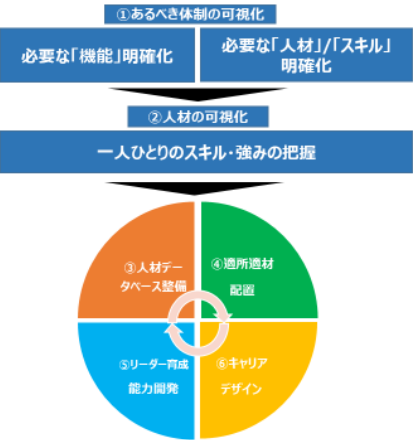 ①あるべき体制の可視化
必要な「機能」明確化
必要な「人材」/「スキル」
明確化
②人材の可視化
一人ひとりのスキル・強みの把握
③人材デー
タベース整備
④適所適材
配置
⑤リーダー育成
能力開発
⑥キャリア
デザイン